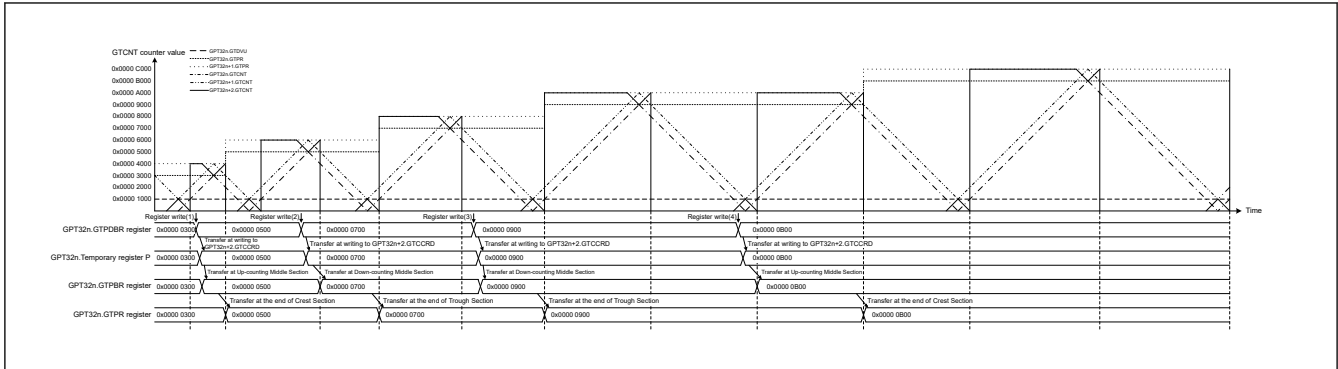 GTCNT counter value
GPT32n.GTDVU
GPT32n.GTPR
GPT32n+1.GTPR
GPT32n.GTCNT
GPT32n+1.GTCNT
GPT32n+2.GTCNT
0x0000 C000
0x0000 B000
0x0000 A000
0x0000 9000
0x0000 8000
0x0000 7000
0x0000 6000
0x0000 5000
0x0000 4000
0x0000 3000
0x0000 2000
0x0000 1000
Time
Register write(1) Register write(2) Register write(3) Register write(4)
GPT32n.GTPDBR register 0x0000 0300 0x0000 0500 0x0000 0700 0x0000 0900 0x0000 0B00
Transfer at writing to GPT32n+2.GTCCRD Transfer at writing to GPT32n+2.GTCCRD Transfer at writing to GPT32n+2.GTCCRD Transfer at writing to GPT32n+2.GTCCRD
GPT32n.Temporary register P 0x0000 0300 0x0000 0500 0x0000 0700 0x0000 0900 0x0000 0B00
Transfer at Up-counting Middle Section Transfer at Down-counting Middle Section Transfer at Down-counting Middle Section Transfer at Up-counting Middle Section
GPT32n.GTPBR register 0x0000 0300 0x0000 0500 0x0000 0700 0x0000 0900 0x0000 0B00
Transfer at the end of Crest Section Transfer at the end of Trough Section Transfer at the end of Trough Section Transfer at the end of Crest Section
GPT32n.GTPR register 0x0000 0300 0x0000 0500 0x0000 0700 0x0000 0900 0x0000 0B00